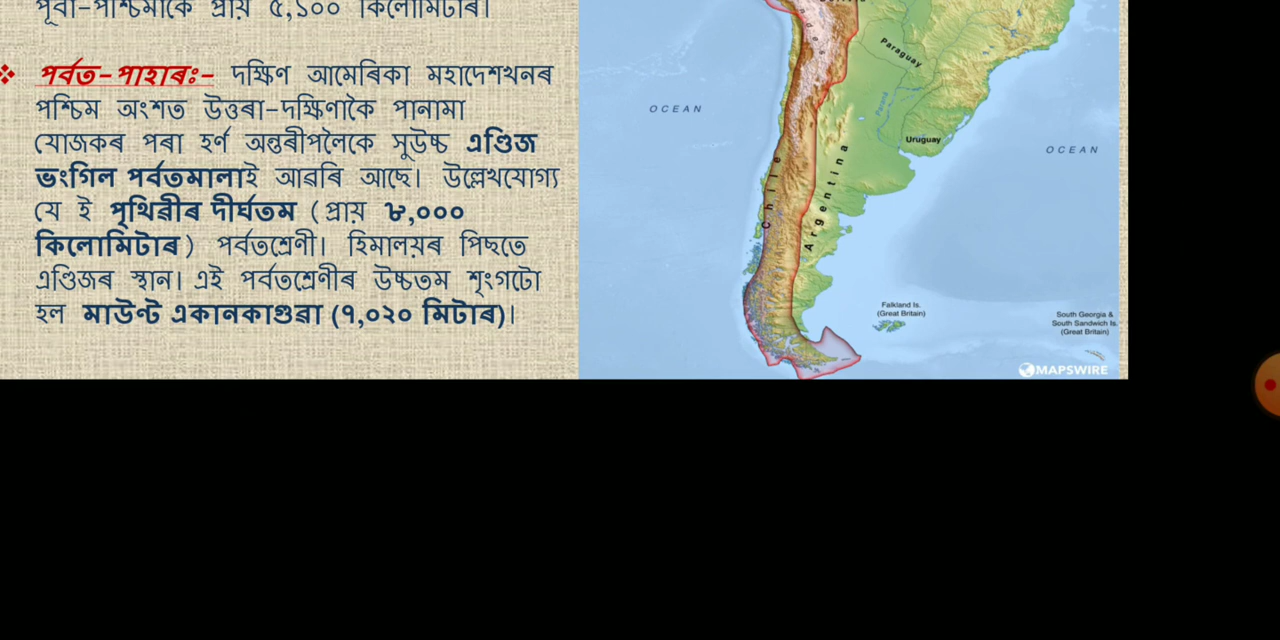 পূৰ্বা-পশ্চিমাকৈ প্ৰায় ৫,১০০ কিলোমিটাৰ।
❖ পৰ্বত-পাহাৰঃ- দক্ষিণ আমেৰিকা মহাদেশখনৰ
পশ্চিম অংশত উত্তৰা-দক্ষিণাকৈ পানামা
যোজকৰ পৰা হৰ্ণ অন্তৰীপলৈকে সুউচ্চ এণ্ডিজ
ভংগিল পৰ্বতমালাই আৱৰি আছে। উল্লেখযোগ্য
যে ই পৃথিৱীৰ দীৰ্ঘতম (প্ৰায় ৮,০০০
কিলোমিটাৰ) পৰ্বতশ্ৰেণী। হিমালয়ৰ পিছতে
এণ্ডিজৰ স্থান। এই পৰ্বতশ্ৰেণীৰ উচ্চতম শৃংগটো
হল মাউণ্ট একানকাগুৱা (৭,০২০ মিটাৰ)।
Paraguay
OCEAN
Paraná
Uruguay
OCEAN
Chile
Argentina
Falkland Is.
(Great Britain)
South Georgia &
South Sandwich Is.
(Great Britain)
MAPSWIRE